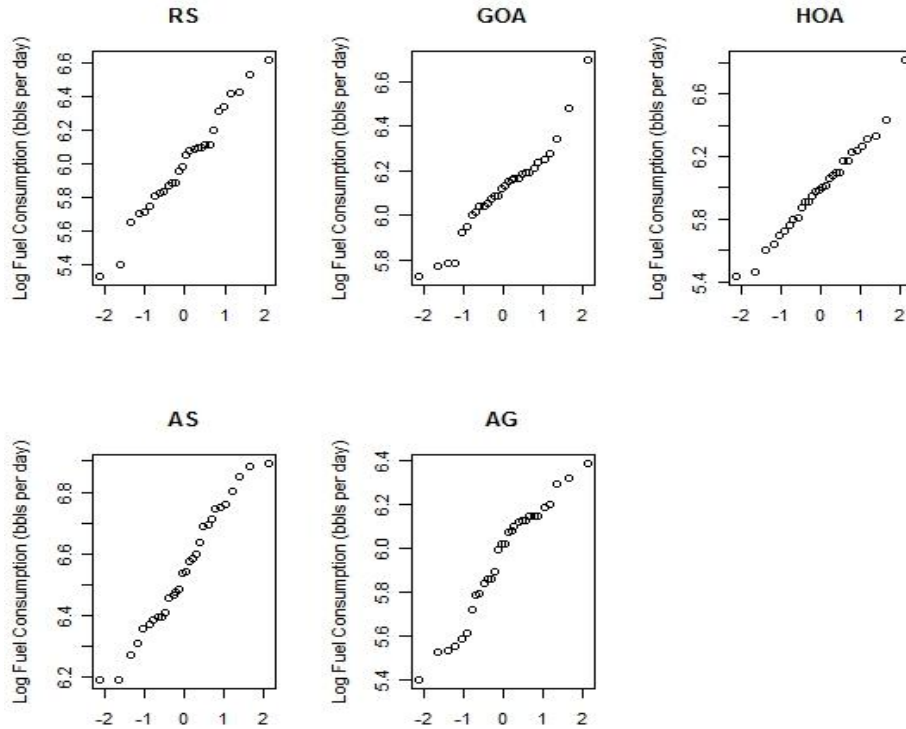 RS
GOA
HOA
Log Fuel Consumption (bbls per day)
5.4 5.6 5.8 6.0 6.2 6.4 6.6
-2 -1 0 1 2
Log Fuel Consumption (bbls per day)
5.8 6.0 6.2 6.4 6.6
-2 -1 0 1 2
Log Fuel Consumption (bbls per day)
5.4 5.8 6.2 6.6
-2 -1 0 1 2
AS
AG
Log Fuel Consumption (bbls per day)
6.2 6.4 6.6 6.8
-2 -1 0 1 2
Log Fuel Consumption (bbls per day)
5.4 5.6 5.8 6.0 6.2 6.4
-2 -1 0 1 2